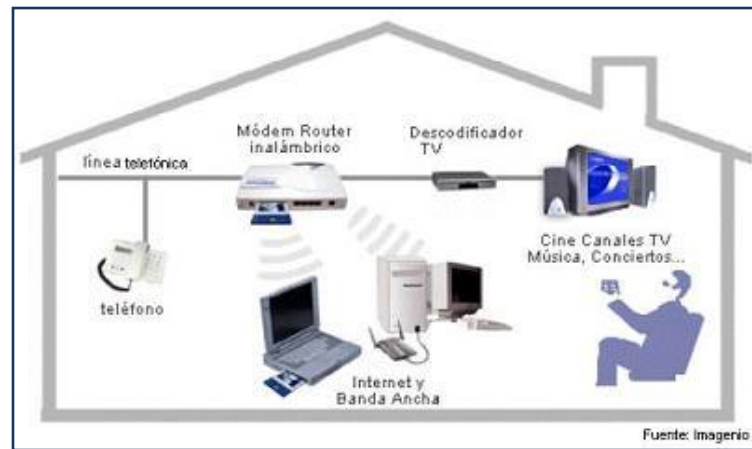 Módem Router
inalámbrico
Descodificador
TV
línea telefónica
Cine Canales TV
Música, Conciertos...
teléfono
Internet y
Banda Ancha
Fuente: Imagenio